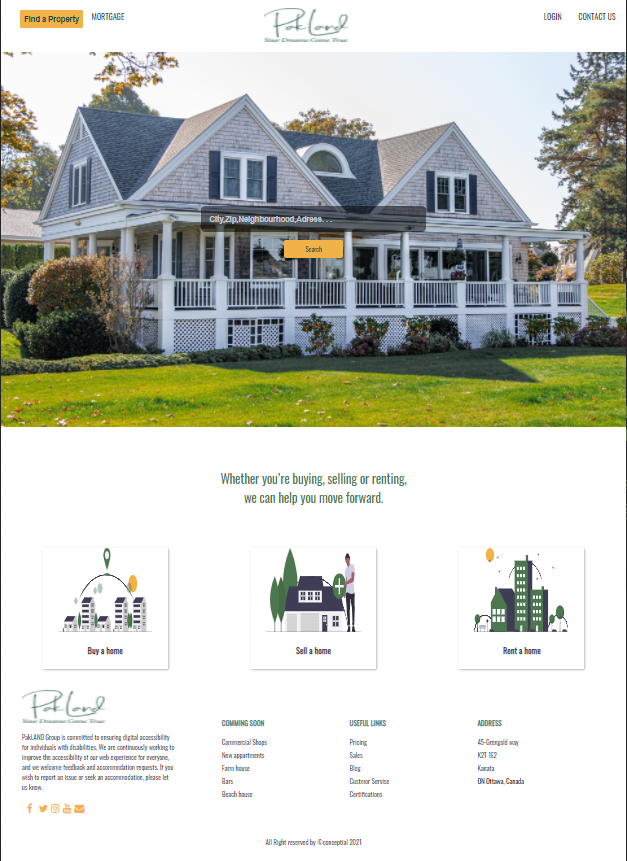 Find a Property
MORTGAGE
PakLand
Your Dreams Come True
LOGIN
CONTACT US
City,Zip,Neighbourhood,Adress. . .
Search
Whether you're buying, selling or renting,
we can help you move forward.
Buy a home
Sell a home
Rent a home
PakLand
Your Dreams Come True
PakLAND Group is committed to ensuring digital accessibility
for individuals with disabilities. We are continuously working to
improve the accessibility of our web experience for everyone,
and we welcome feedback and accommodation requests. If you
wish to report an issue or seek an accommodation, please let
us know.
COMMING SOON
Commercial Shops
New appartments
Farm house
Bars
Beach house
USEFUL LINKS
Pricing
Sales
Blog
Custmor Servise
Certifications
ADDRESS
45-Grengold way
K2T 1E2
Kanata
ON Ottawa, Canada
All Right reserved by ©conceptial 2021